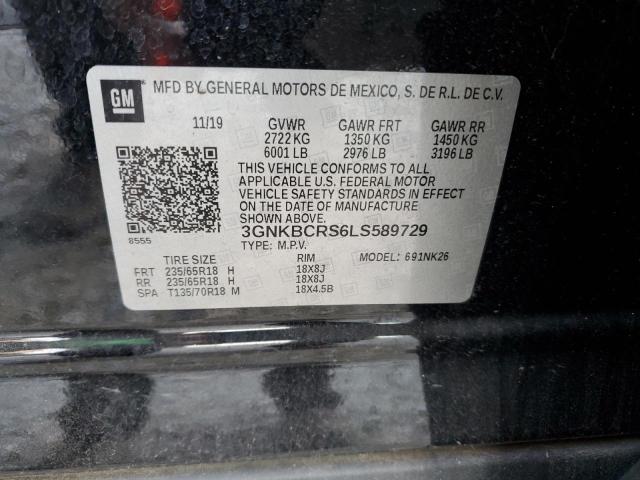 GM
MFD BY GENERAL MOTORS DE MEXICO, S. DE R.L. DE C.V.
11/19 GVWR GAWR FRT GAWR RR
2722 KG 1350 KG 1450 KG
6001 LB 2976 LB 3196 LB
THIS VEHICLE CONFORMS TO ALL
APPLICABLE U.S. FEDERAL MOTOR
VEHICLE SAFETY STANDARDS IN EFFECT
ON THE DATE OF MANUFACTURE
SHOWN ABOVE.
8555 3GNKBCRS6LS589729
TYPE: M.P.V.
TIRE SIZE RIM MODEL: 691NK26
FRT 235/65R18 H 18X8J
RR 235/65R18 H 18X8J
SPA T135/70R18 M 18X4.5B